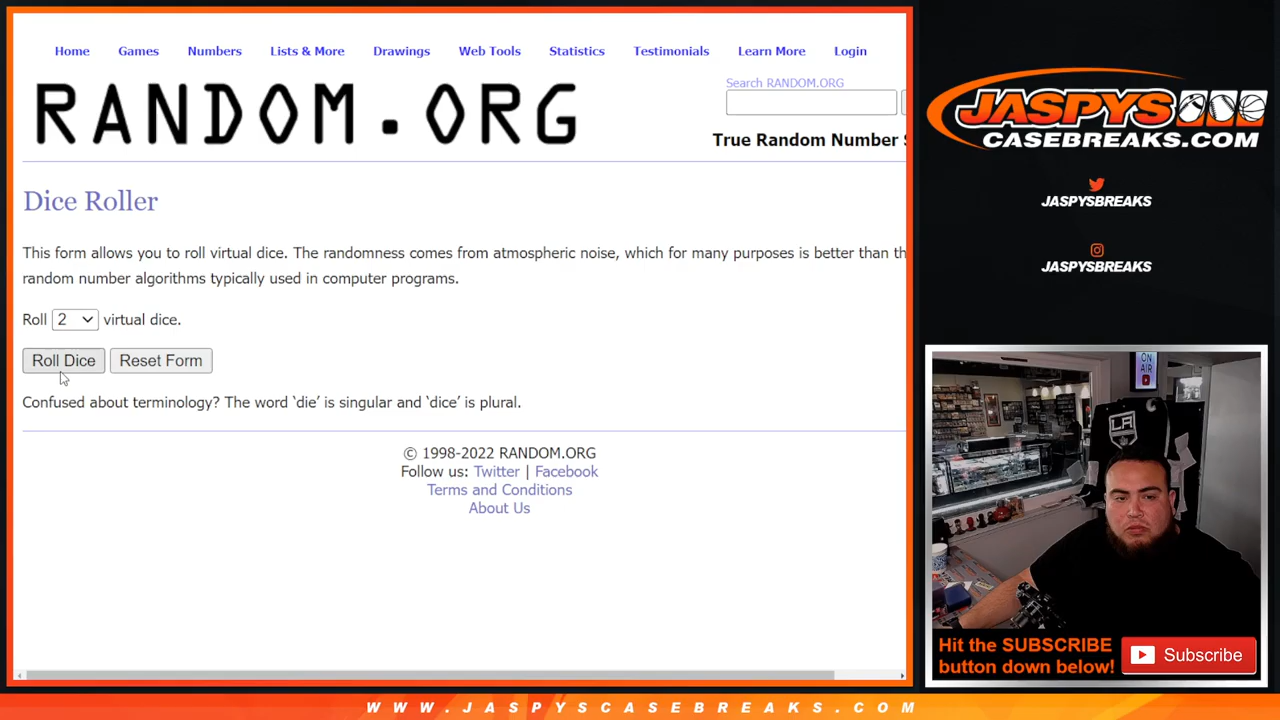 Home Games Numbers Lists & More Drawings Web Tools Statistics Testimonials Learn More Login
RANDOM.ORG
Search RANDOM.ORG
True Random Number S
Dice Roller
This form allows you to roll virtual dice. The randomness comes from atmospheric noise, which for many purposes is better than th
random number algorithms typically used in computer programs.
Roll 2 virtual dice.
Roll Dice Reset Form
Confused about terminology? The word ‘die’ is singular and ‘dice’ is plural.
© 1998-2022 RANDOM.ORG
Follow us: Twitter | Facebook
Terms and Conditions
About Us
JASPYS
CASEBREAKS.COM
JASPYSBREAKS
JASPYSBREAKS
ON
AIR
LA
Hit the SUBSCRIBE
button down below!
Subscribe
WWW.JASPYSCASEBREAKS.COM